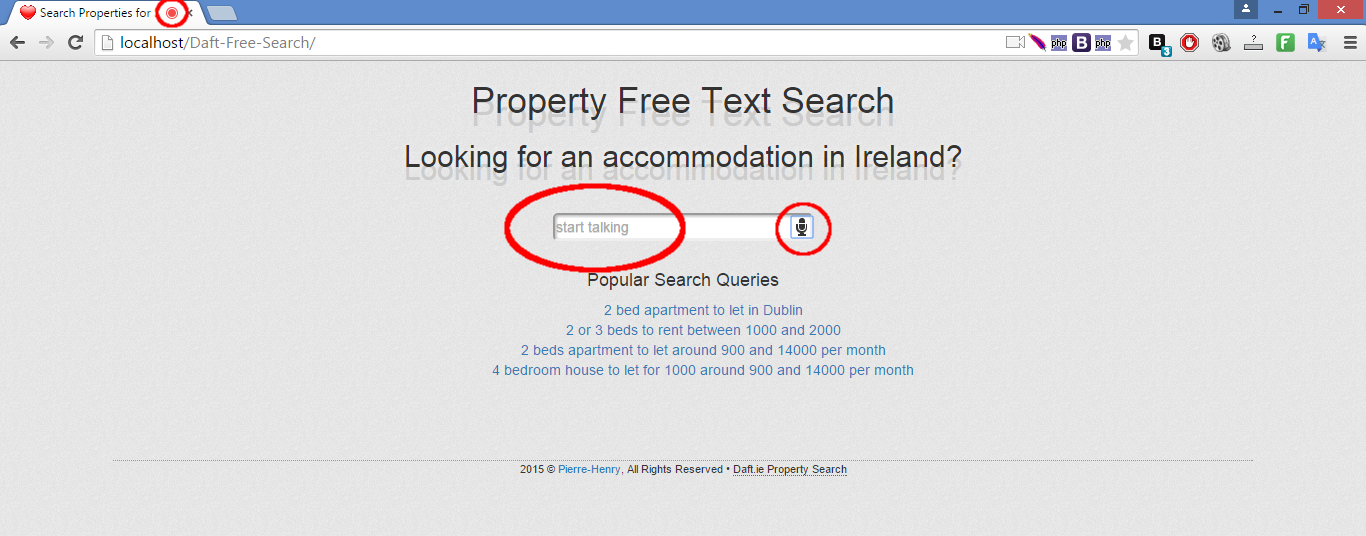 Search Properties for
localhost/Daft-Free-Search/
php
B
php
B
3
?
F
A
Property Free Text Search
Looking for an accommodation in Ireland?
start talking
Popular Search Queries
2 bed apartment to let in Dublin
2 or 3 beds to rent between 1000 and 2000
2 beds apartment to let around 900 and 14000 per month
4 bedroom house to let for 1000 around 900 and 14000 per month
2015 © Pierre-Henry, All Rights Reserved • Daft.ie Property Search